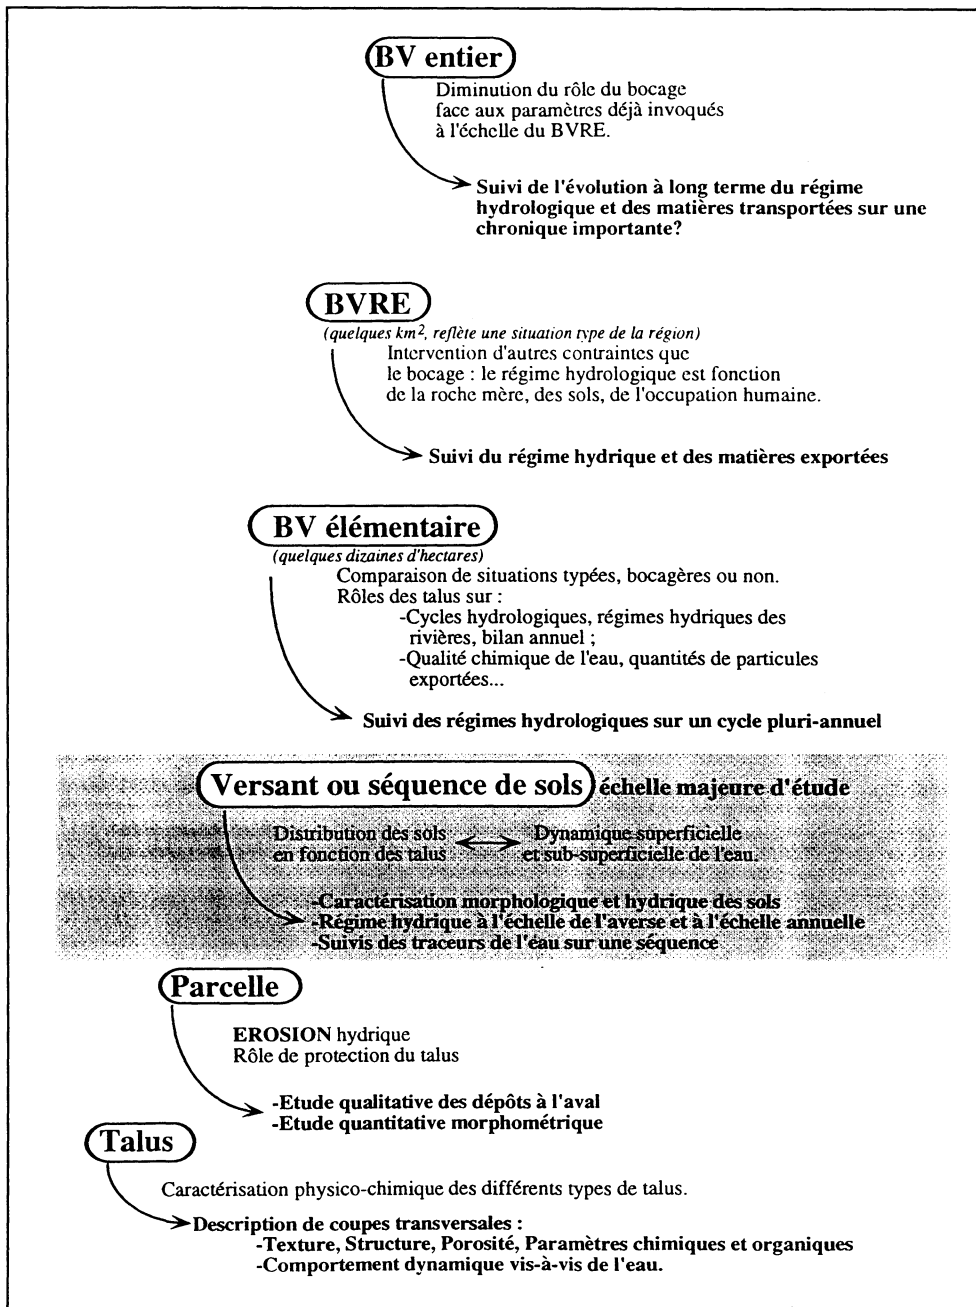 BV entier
Diminution du rôle du bocage
face aux paramètres déjà invoqués
à l'échelle du BVRE.
Suivi de l'évolution à long terme du régime
hydrologique et des matières transportées sur une
chronique importante?
BVRE
(quelques km², reflète une situation type de la région)
Intervention d'autres contraintes que
le bocage : le régime hydrologique est fonction
de la roche mère, des sols, de l'occupation humaine.
Suivi du régime hydrique et des matières exportées
BV élémentaire
(quelques dizaines d'hectares)
Comparaison de situations typées, bocagères ou non.
Rôles des talus sur :
-Cycles hydrologiques, régimes hydriques des
rivières, bilan annuel ;
-Qualité chimique de l'eau, quantités de particules
exportées...
Suivi des régimes hydrologiques sur un cycle pluri-annuel
Versant ou séquence de sols échelle majeure d'étude
Distribution des sols Dynamique superficielle
en fonction des talus et sub-superficielle de l'eau.
-Caractérisation morphologique et hydrique des sols
-Régime hydrique à l'échelle de l'averse et à l'échelle annuelle
-Suivis des traceurs de l'eau sur une séquence
Parcelle
EROSION hydrique
Rôle de protection du talus
-Etude qualitative des dépôts à l'aval
-Etude quantitative morphométrique
Talus
Caractérisation physico-chimique des différents types de talus.
Description de coupes transversales :
-Texture, Structure, Porosité, Paramètres chimiques et organiques
-Comportement dynamique vis-à-vis de l'eau.